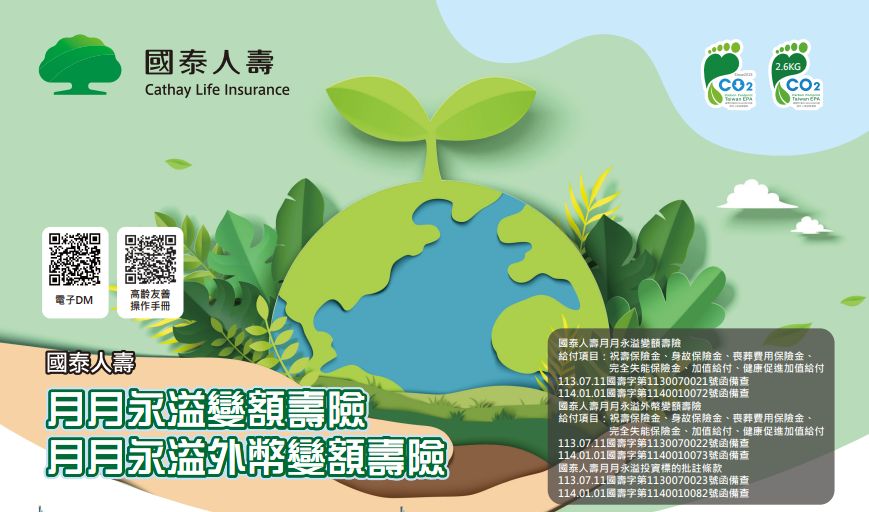 國泰人壽
Cathay Life Insurance
2.6KG
CO2
Taiwan EPA
CO2
Taiwan EPA
電子DM
高齡友善
操作手冊
國泰人壽
月月永溢變額壽險
月月永溢外幣變額壽險
國泰人壽月月永溢變額壽險
給付項目：祝壽保險金、身故保險金、喪葬費用保險金、
完全失能保險金、加值給付、健康促進加值給付
113.07.11國壽字第1130070021號函備查
114.01.01國壽字第1140010072號函備查
國泰人壽月月永溢外幣變額壽險
給付項目：祝壽保險金、身故保險金、喪葬費用保險金、
完全失能保險金、加值給付、健康促進加值給付
113.07.11國壽字第1130070022號函備查
114.01.01國壽字第1140010073號函備查
國泰人壽月月永溢投資標的批註條款
113.07.11國壽字第1130070023號函備查
114.01.01國壽字第1140010082號函備查